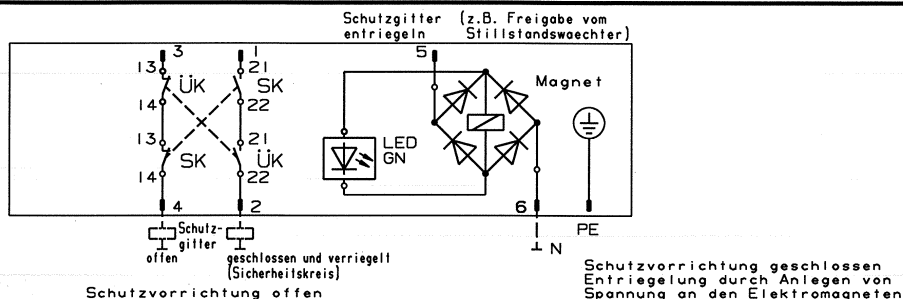 Schutzgitter (z.B. Freigabe vom
entriegeln Stillstandswaechter)
3 1 5
13 21
ÜK SK
Magnet
14 22
13 21
LED
GN
SK ÜK
14 22
4 2 6
PE
N
Schutz-
gitter
offen
geschlossen und verriegelt
(Sicherheitskreis)
Schutzvorrichtung offen
Schutzvorrichtung geschlossen
Entriegelung durch Anlegen von
Spannung an den Elektromagneten